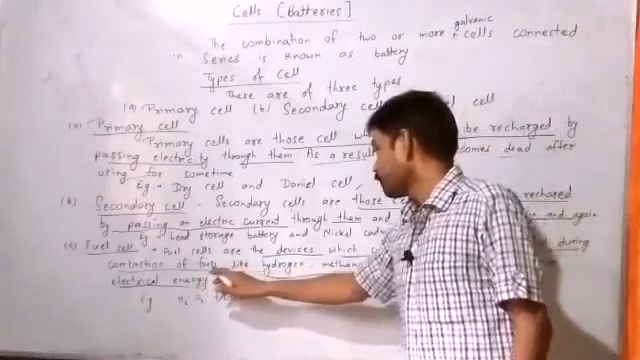 Cells [Batteries]
The combination of two or more galvanic cells connected
in Series is known as battery
Types of cell
There are of three types
(a) Primary cell (b) Secondary cell cell
(a) Primary cell
Primary cells are those cell be recharged by
passing electricity through them As a result dead after
using for sometime
Eg:- Dry cell and Daniel cell
(b) Secondary cell - Secondary cells are those
by passing an electric current through them and and again
Eg - Lead storage battery and Nickel
(c) Fuel cell - Fuel cells are the devices which during
combustion of fuels like hydrogen,
electrical energy
Eg H2 O2